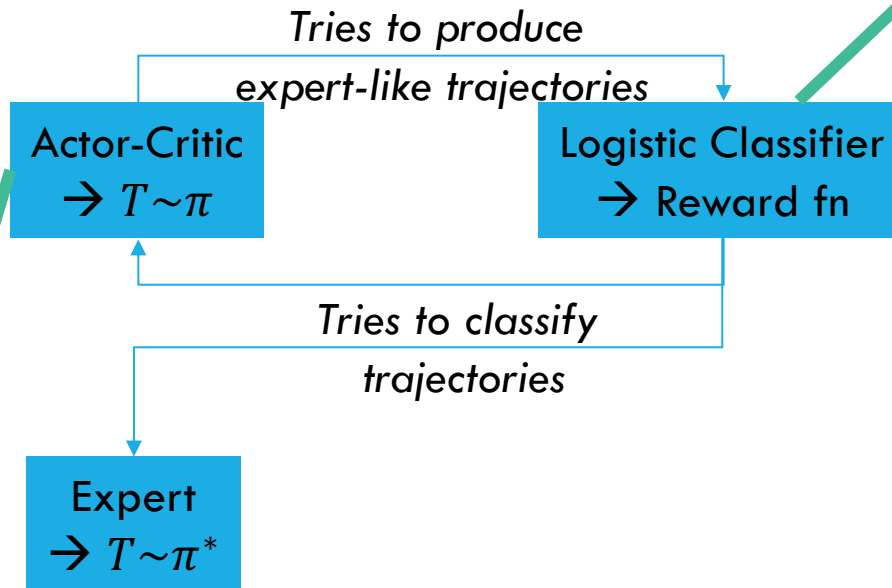 Tries to produce
expert-like trajectories
Actor-Critic
→ T~π
Logistic Classifier
→ Reward fn
Tries to classify
trajectories
Expert
→ T~π*